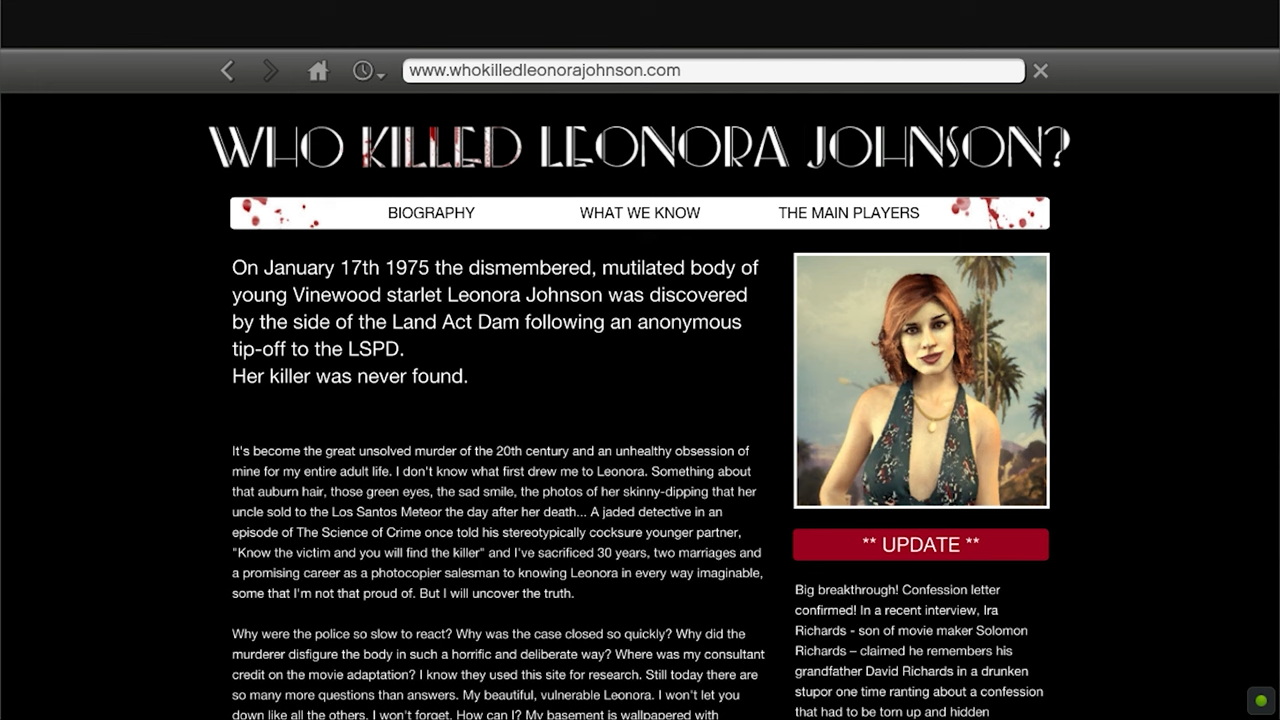 www.whokilledleonorajohnson.com
WHO KILLED LEONORA JOHNSON?
BIOGRAPHY
WHAT WE KNOW
THE MAIN PLAYERS
On January 17th 1975 the dismembered, mutilated body of
young Vinewood starlet Leonora Johnson was discovered
by the side of the Land Act Dam following an anonymous
tip-off to the LSPD.
Her killer was never found.
It's become the great unsolved murder of the 20th century and an unhealthy obsession of
mine for my entire adult life. I don't know what first drew me to Leonora. Something about
that auburn hair, those green eyes, the sad smile, the photos of her skinny-dipping that her
uncle sold to the Los Santos Meteor the day after her death... A jaded detective in an
episode of The Science of Crime once told his stereotypically cocksure younger partner,
"Know the victim and you will find the killer" and I've sacrificed 30 years, two marriages and
a promising career as a photocopier salesman to knowing Leonora in every way imaginable,
some that I'm not that proud of. But I will uncover the truth.
Why were the police so slow to react? Why was the case closed so quickly? Why did the
murderer disfigure the body in such a horrific and deliberate way? Where was my consultant
credit on the movie adaptation? I know they used this site for research. Still today there are
so many more questions than answers. My beautiful, vulnerable Leonora. I won't let you
down like all the others. I won't forget. How can I? My basement is wallpapered with
** UPDATE **
Big breakthrough! Confession letter
confirmed! In a recent interview, Ira
Richards - son of movie maker Solomon
Richards – claimed he remembers his
grandfather David Richards in a drunken
stupor one time ranting about a confession
that had to be torn up and hidden